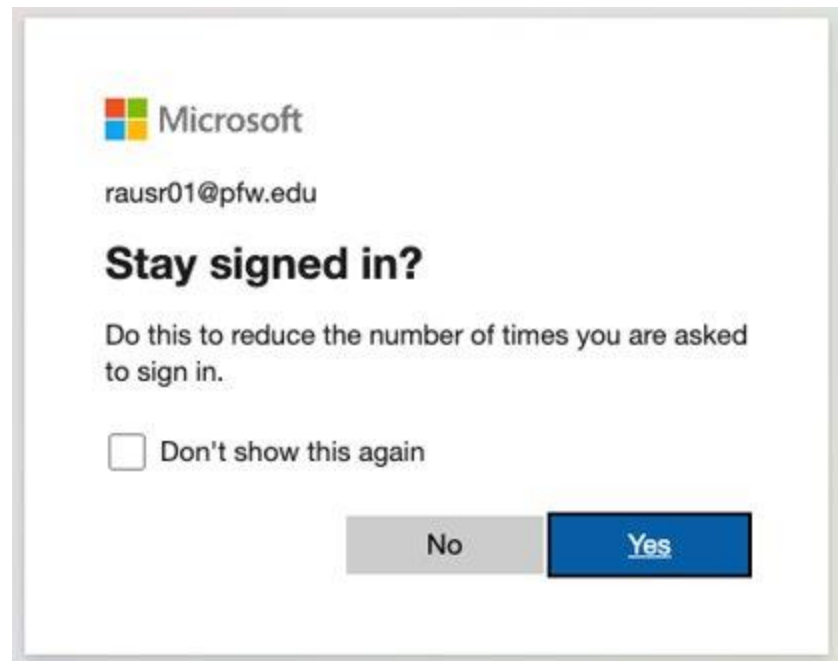 Microsoft
rausr01@pfw.edu
Stay signed in?
Do this to reduce the number of times you are asked
to sign in.
Don't show this again
No
Yes